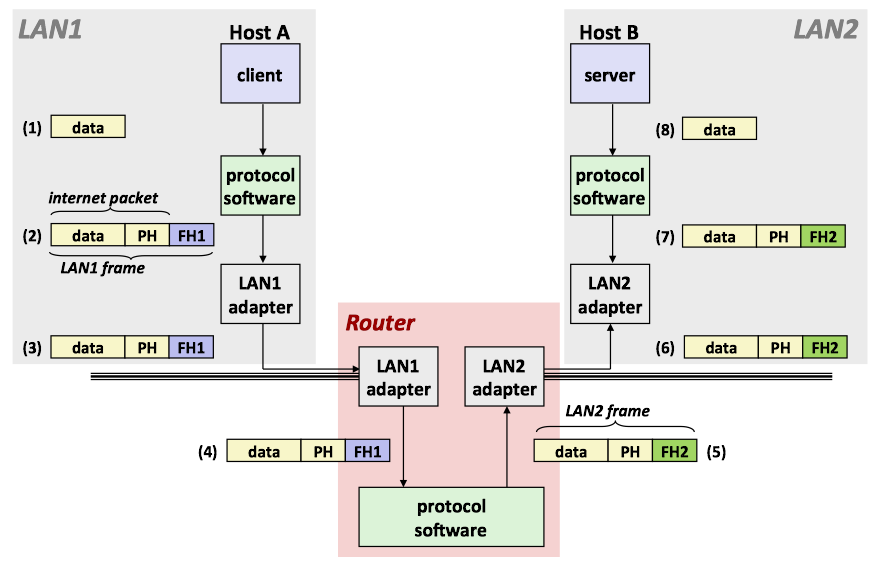 LAN1
Host A
client
(1) data
protocol
software
internet packet
(2) data PH FH1
LAN1 frame
LAN1
adapter
(3) data PH FH1
LAN2
Host B
server
(8) data
protocol
software
(7) data PH FH2
LAN2
adapter
(6) data PH FH2
Router
LAN1
adapter
LAN2
adapter
(4) data PH FH1
LAN2 frame
data PH FH2 (5)
protocol
software